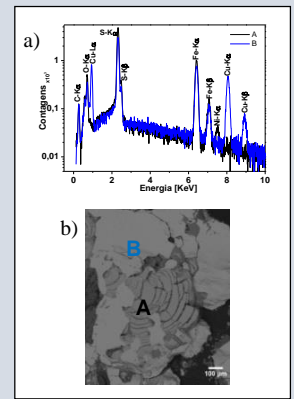 a)
Contagens x10⁵
1
0,1
0,01
C-Kα
O-Kα
Cu-Lα
S-Kα
S-Kβ
Fe-Kα
Fe-Kβ
Ni-Kα
Cu-Kα
Cu-Kβ
A
B
0 2 4 6 8 10
Energia [KeV]
b)
B
A
100 µm